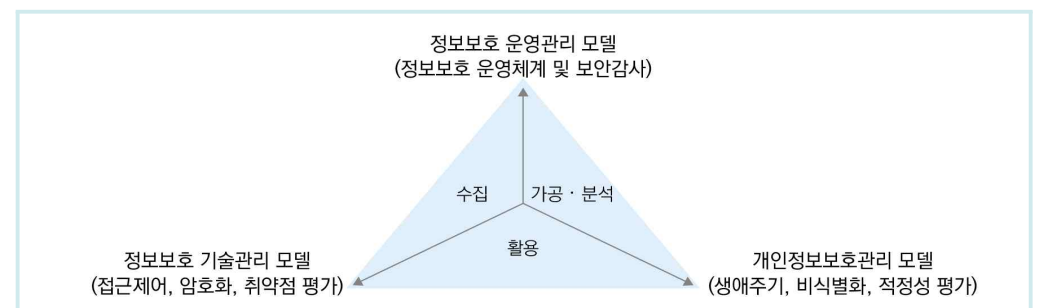 정보보호 운영관리 모델
(정보보호 운영체계 및 보안감사)
수집
가공 · 분석
활용
정보보호 기술관리 모델
(접근제어, 암호화, 취약점 평가)
개인정보보호관리 모델
(생애주기, 비식별화, 적정성 평가)